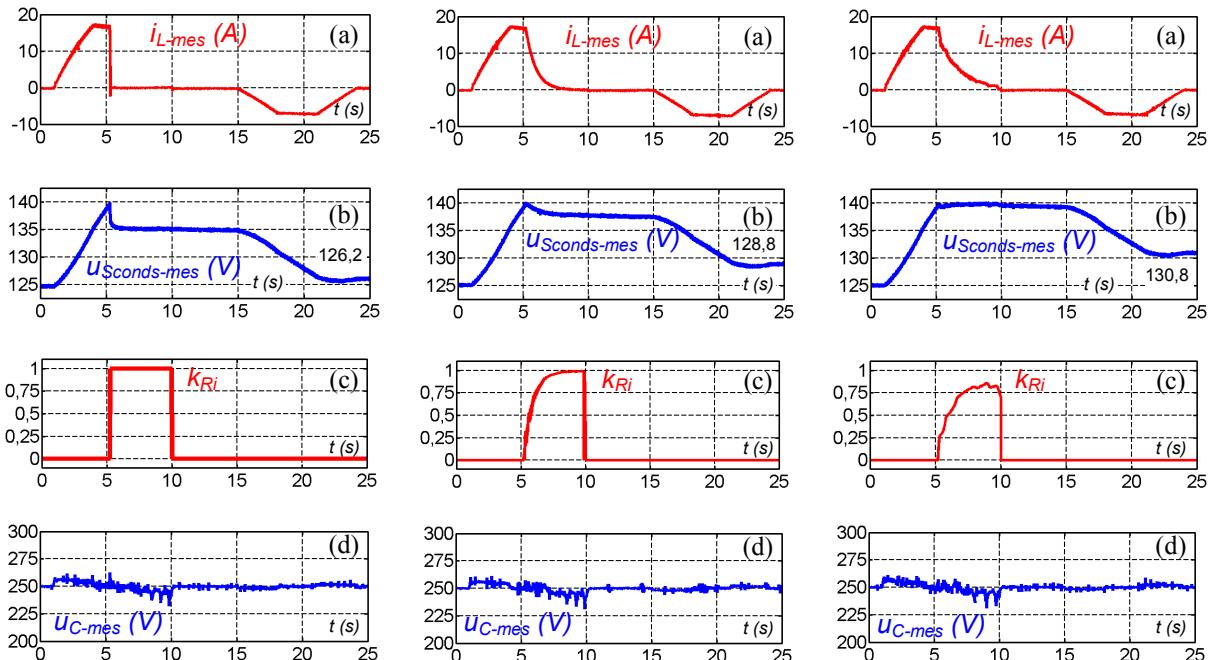 20
i_L-mes (A)
(a)
10
0
t (s)
-10
0 5 10 15 20 25
20
i_L-mes (A)
(a)
10
0
t (s)
-10
0 5 10 15 20 25
20
i_L-mes (A)
(a)
10
0
t (s)
-10
0 5 10 15 20 25
140
(b)
135
126,2
130
u_Sconds-mes (V)
t (s)
125
0 5 10 15 20 25
140
(b)
135
u_Sconds-mes (V)
128,8
130
t (s)
125
0 5 10 15 20 25
140
(b)
135
u_Sconds-mes (V)
130
t (s)
130,8
125
0 5 10 15 20 25
1
k_Ri
(c)
0,75
0,5
0,25
t (s)
0
0 5 10 15 20 25
1
k_Ri
(c)
0,75
0,5
0,25
t (s)
0
0 5 10 15 20 25
1
k_Ri
(c)
0,75
0,5
0,25
t (s)
0
0 5 10 15 20 25
300
(d)
275
250
225
u_C-mes (V)
t (s)
200
0 5 10 15 20 25
300
(d)
275
250
225
u_C-mes (V)
t (s)
200
0 5 10 15 20 25
300
(d)
275
250
225
u_C-mes (V)
t (s)
200
0 5 10 15 20 25